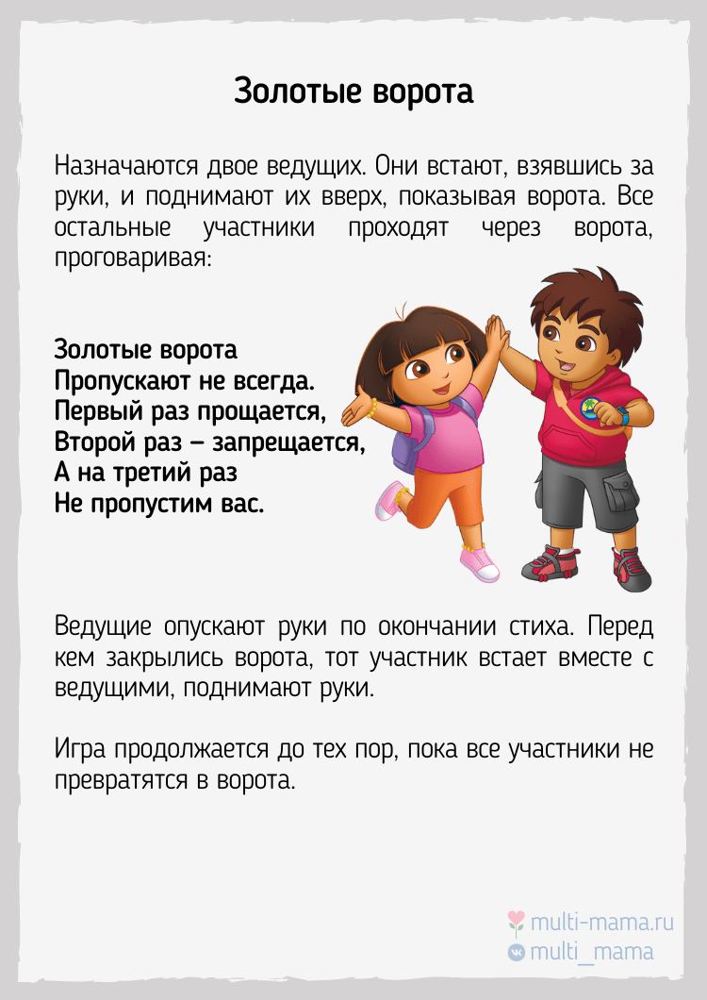 Золотые ворота
Назначаются двое ведущих. Они встают, взявшись за
руки, и поднимают их вверх, показывая ворота. Все
остальные участники проходят через ворота,
проговаривая:
Золотые ворота
Пропускают не всегда.
Первый раз прощается,
Второй раз – запрещается,
А на третий раз
Не пропустим вас.
Ведущие опускают руки по окончании стиха. Перед
кем закрылись ворота, тот участник встает вместе с
ведущими, поднимают руки.
Игра продолжается до тех пор, пока все участники не
превратятся в ворота.
multi-mama.ru
multi_mama